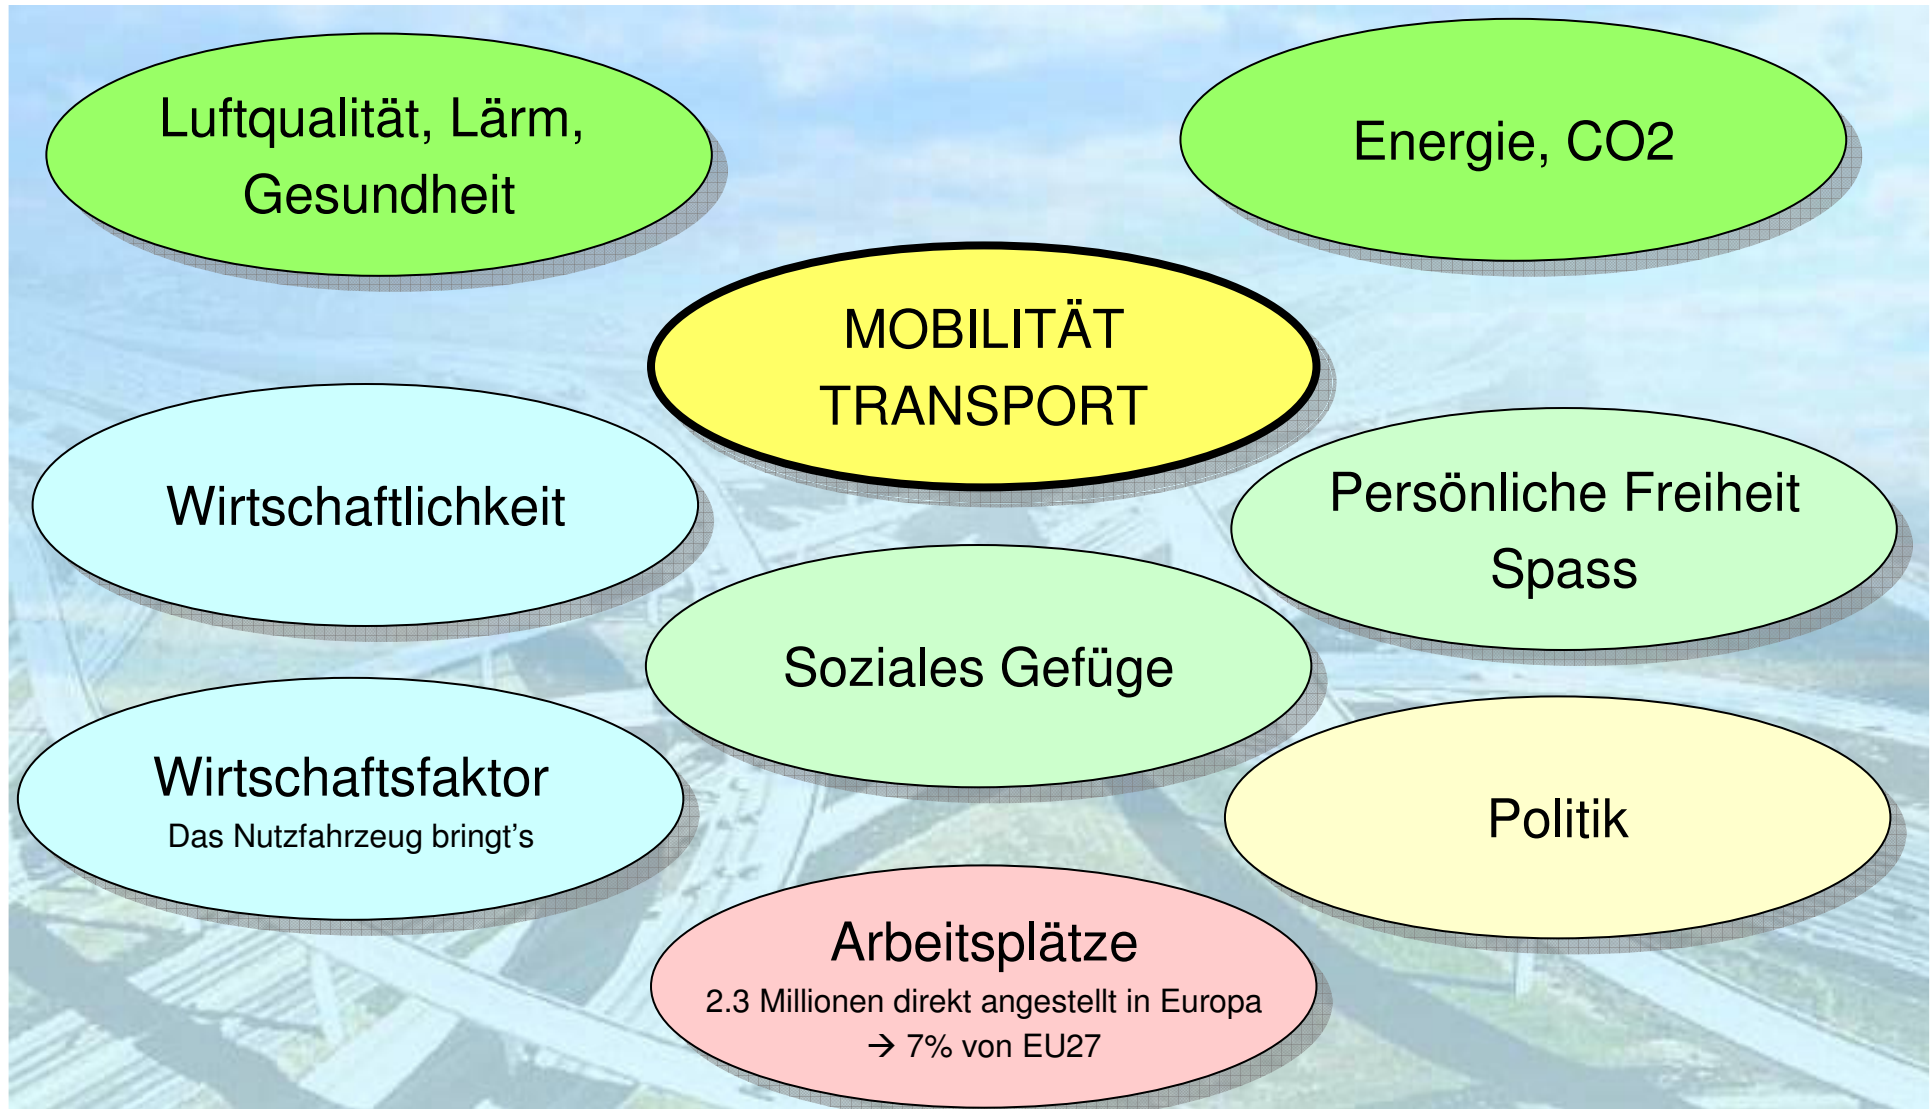 Luftqualität, Lärm,
Gesundheit
Energie, CO2
MOBILITÄT
TRANSPORT
Wirtschaftlichkeit
Persönliche Freiheit
Spass
Soziales Gefüge
Wirtschaftsfaktor
Das Nutzfahrzeug bringt's
Politik
Arbeitsplätze
2.3 Millionen direkt angestellt in Europa
→ 7% von EU27